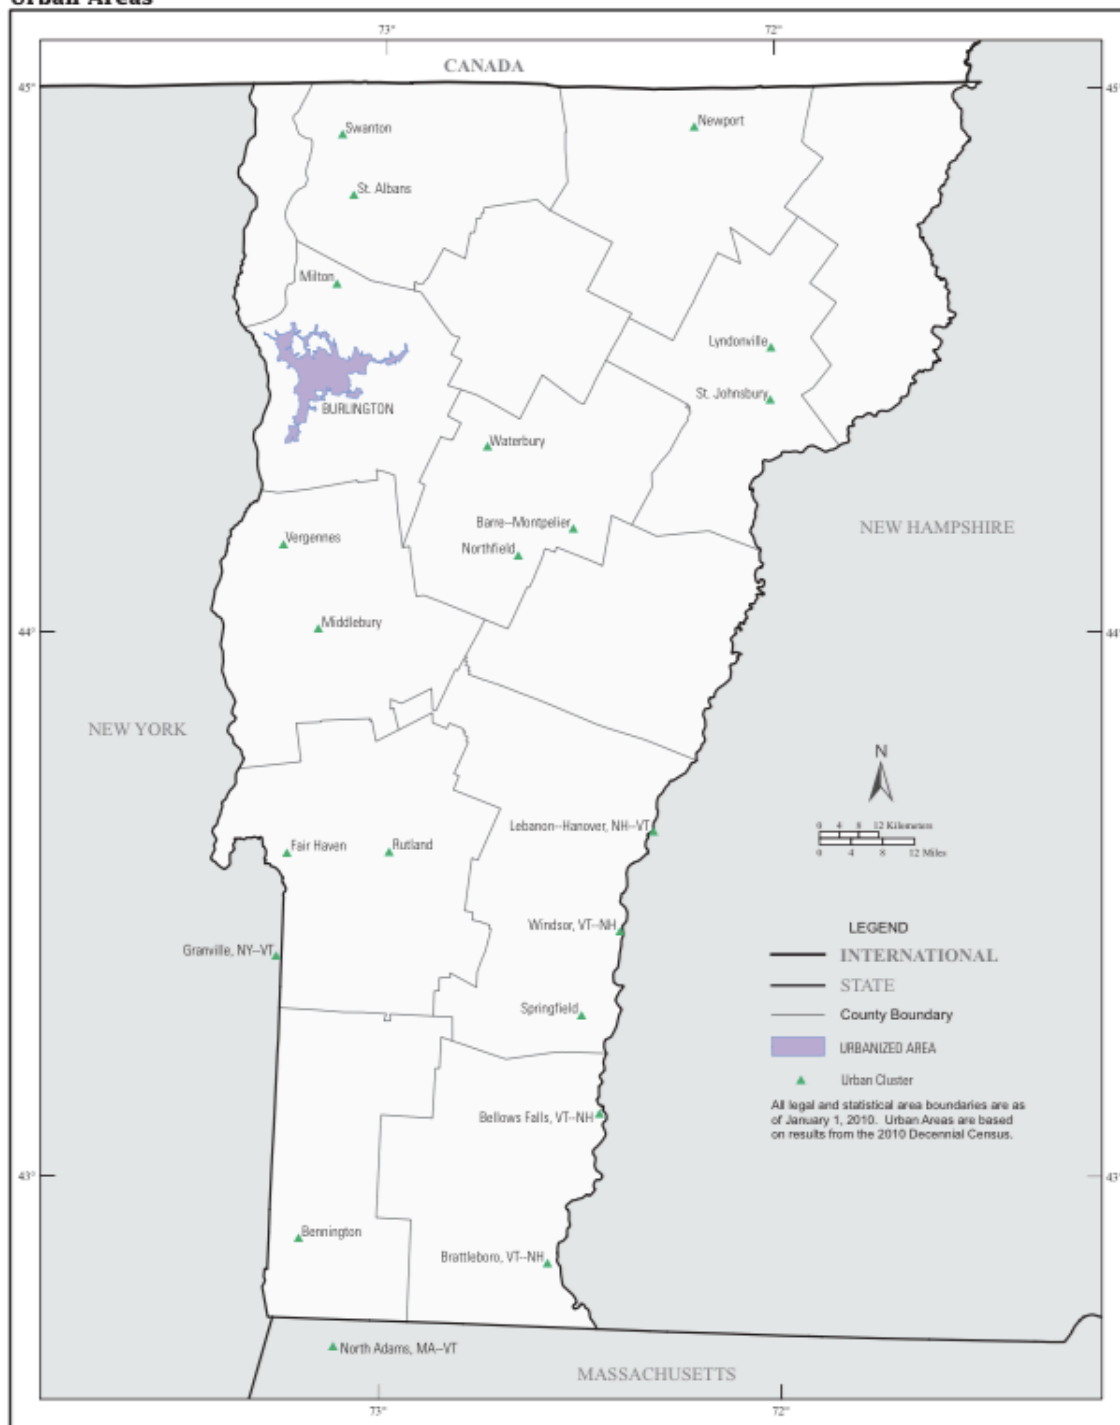 Urban Areas
73°
72°
CANADA
45°
45°
Swanton
Newport
St. Albans
Milton
Lyndonville
St. Johnsbury
BURLINGTON
Waterbury
Barre--Montpelier
NEW HAMPSHIRE
Vergennes
Northfield
Middlebury
44°
44°
NEW YORK
N
Lebanon--Hanover, NH--VT
0 4 8 12 Kilometers
0 4 8 12 Miles
Fair Haven
Rutland
Windsor, VT--NH
Granville, NY--VT
Springfield
LEGEND
INTERNATIONAL
STATE
County Boundary
URBANIZED AREA
Urban Cluster
All legal and statistical area boundaries are as
of January 1, 2010. Urban Areas are based
on results from the 2010 Decennial Census.
Bellows Falls, VT--NH
43°
43°
Bennington
Brattleboro, VT--NH
North Adams, MA--VT
MASSACHUSETTS
73°
72°